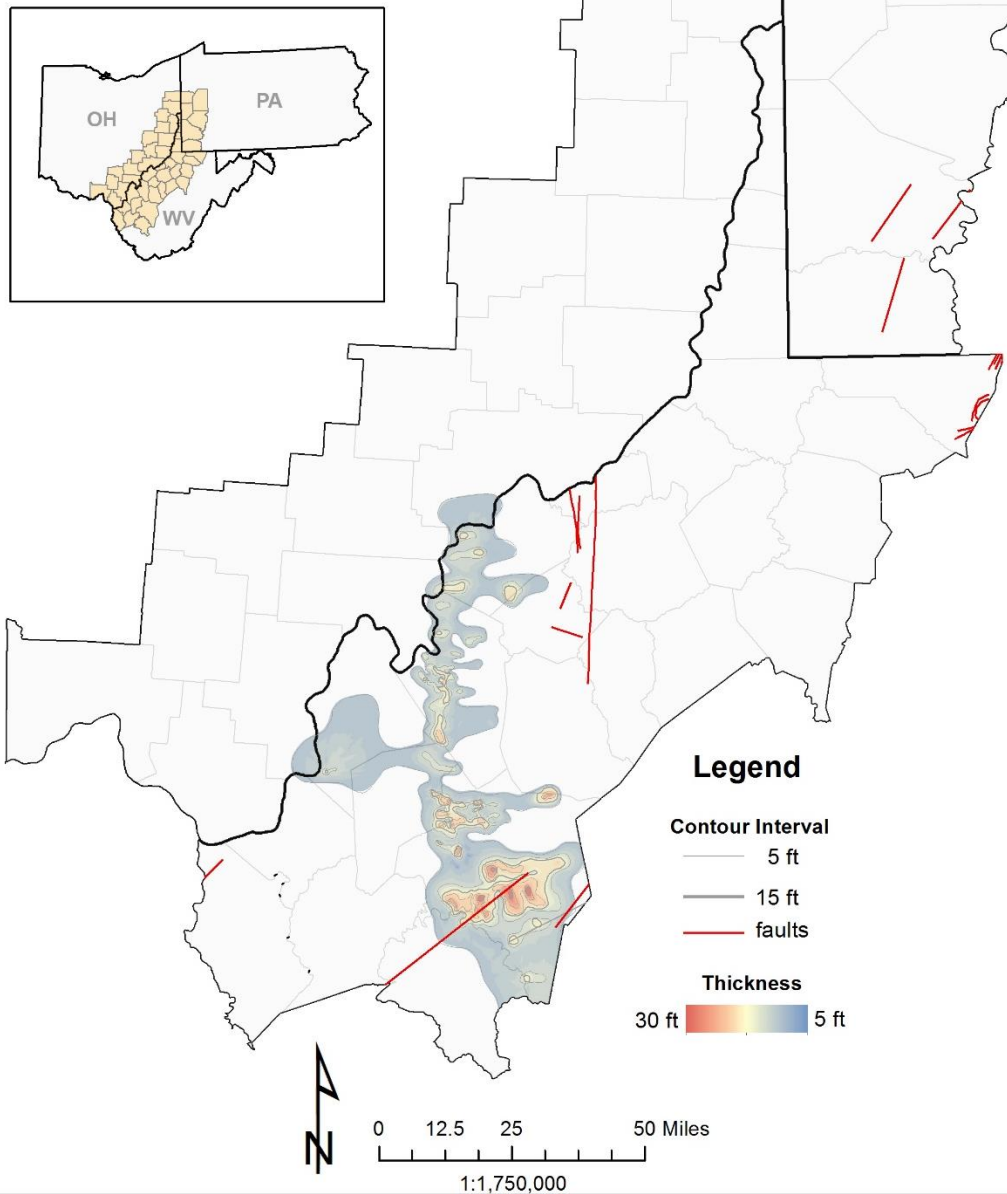 OH
PA
WV
Legend
Contour Interval
5 ft
15 ft
faults
Thickness
30 ft
5 ft
N
0 12.5 25 50 Miles
1:1,750,000